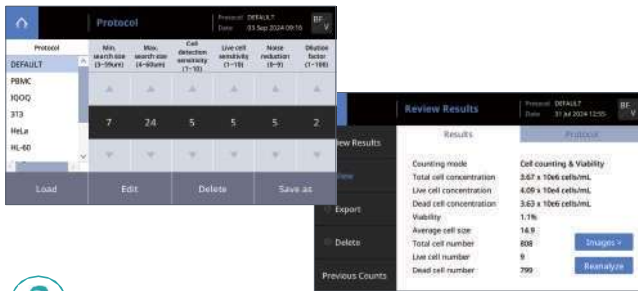 Protocol
Protocol DEFAULT
Date 03 Sep 2024 09:16
BF
V
Protocol
Min. search size (3~59um)
Max. search size (4~60um)
Cell detection sensitivity (1~10)
Live cell sensitivity (1~10)
Noise reduction (0~9)
Dilution factor (1~100)
DEFAULT
PBMC
IQOQ
313
HeLa
HL-60
7 24 5 5 5 2
Load Edit Delete Save as
Review Results
Protocol DEFAULT
Date 31 Jul 2024 12:55
BF
V
Results Protocol
Export
Delete
Previous Counts
Counting mode Cell counting & Viability
Total cell concentration 3.67 x 10e6 cells/mL
Live cell concentration 4.09 x 10e4 cells/mL
Dead cell concentration 3.63 x 10e6 cells/mL
Viability 1.1%
Average cell size 14.9
Total cell number 808
Live cell number 9
Dead cell number 799
Images >
Reanalyze